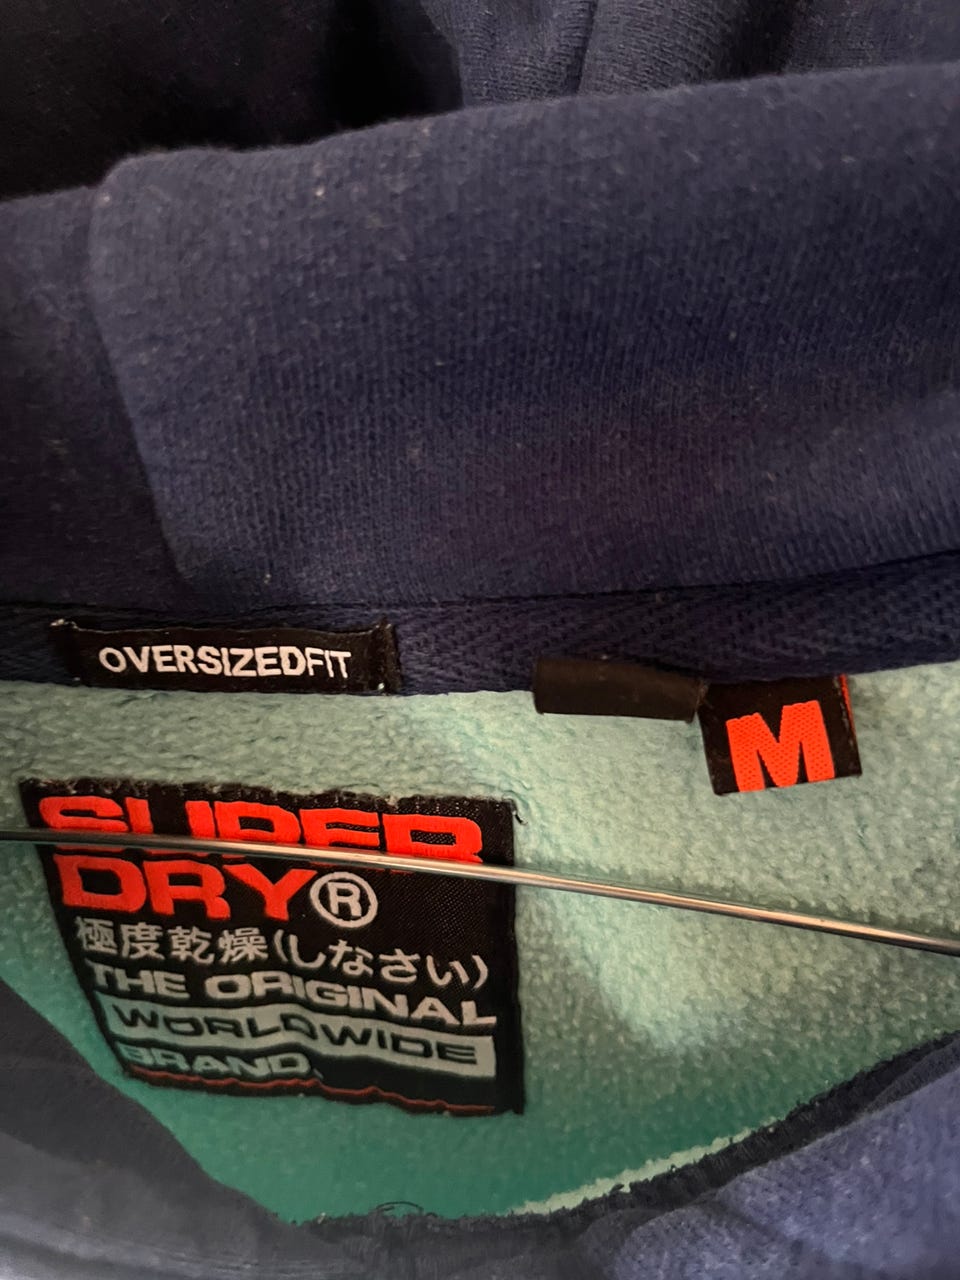 OVERSIZEDFIT
M
SUPER
DRY®
極度乾燥(しなさい)
THE ORIGINAL
WORLDWIDE
BRAND.